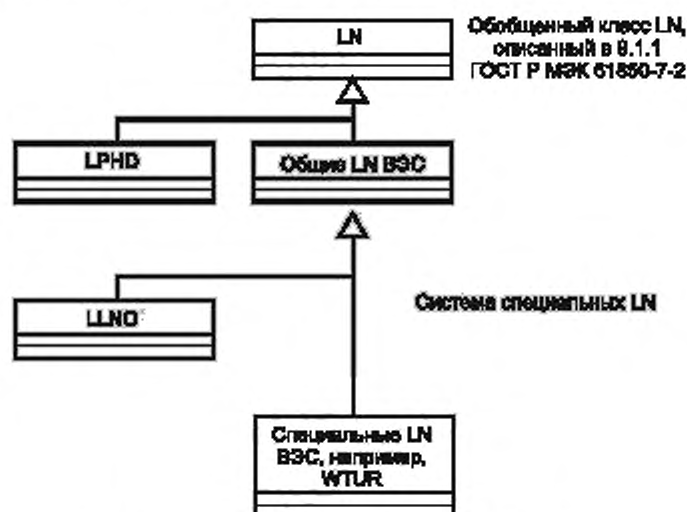 LN
Обобщенный класс LN,
описанный в 9.1.1
ГОСТ Р МЭК 61850-7-2
LPHD
Общие LN ВЭС
LLNO
Система специальных LN
Специальные LN
ВЭС, например,
WTUR